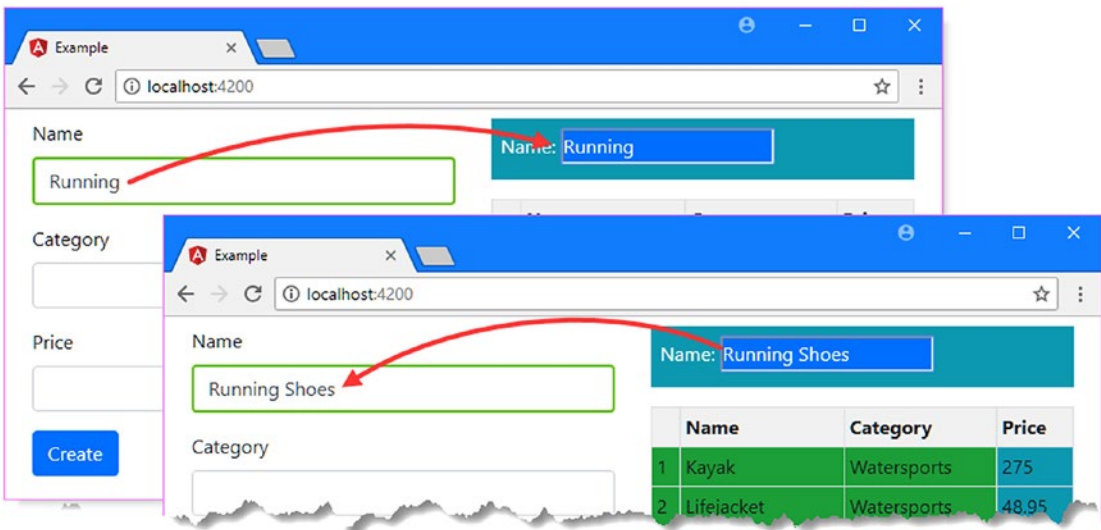 Example
localhost:4200
Name
Running
Name: Running
Category
Price
Create
Example
localhost:4200
Name
Running Shoes
Category
Name: Running Shoes
Name Category Price
1 Kayak Watersports 275
2 Lifejacket Watersports 48.95